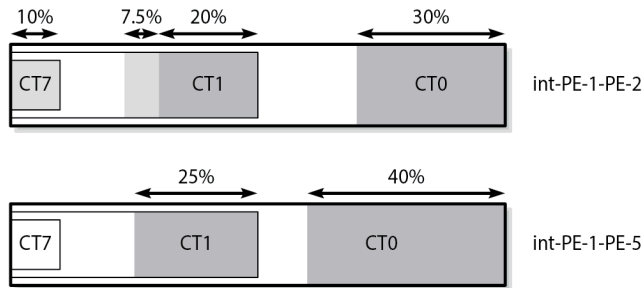 10% 7.5% 20% 30%
CT7 CT1 CT0 int-PE-1-PE-2
25% 40%
CT7 CT1 CT0 int-PE-1-PE-5